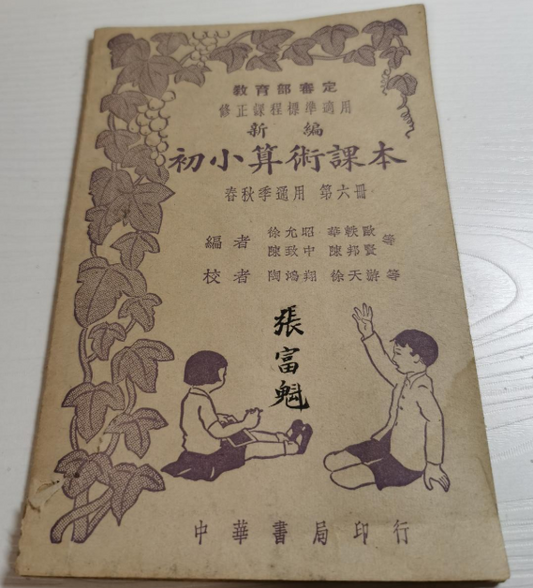 教育部審定
修正課程標準適用
新編
初小算術課本
春秋季適用 第六冊
編者 徐允昭 華軼歐 陳致中 陳邦賢 等
校者 陶鴻翔 徐天游 等
張富魁
中華書局印行